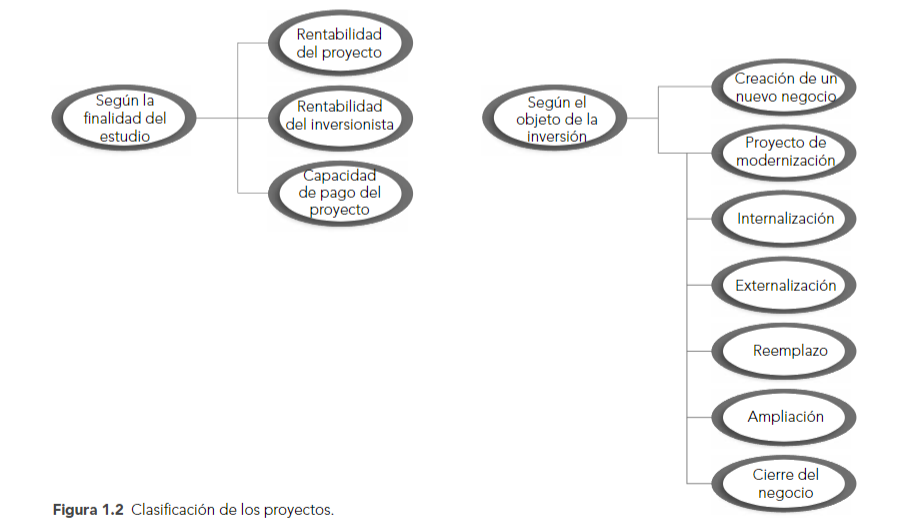 Según la
finalidad del
estudio
Rentabilidad
del proyecto
Rentabilidad
del inversionista
Capacidad
de pago del
proyecto
Según el
objeto de la
inversión
Creación de un
nuevo negocio
Proyecto de
modernización
Internalización
Externalización
Reemplazo
Ampliación
Cierre del
negocio
Figura 1.2 Clasificación de los proyectos.